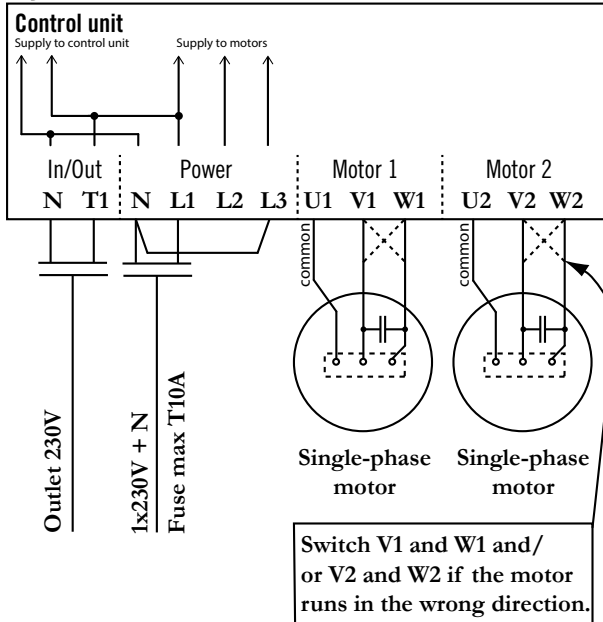 Control unit
Supply to control unit Supply to motors
In/Out Power Motor 1 Motor 2
N T1 N L1 L2 L3 U1 V1 W1 U2 V2 W2
common common
Outlet 230V
1x230V + N
Fuse max T10A
Single-phase motor
Single-phase motor
Switch V1 and W1 and/
or V2 and W2 if the motor
runs in the wrong direction.